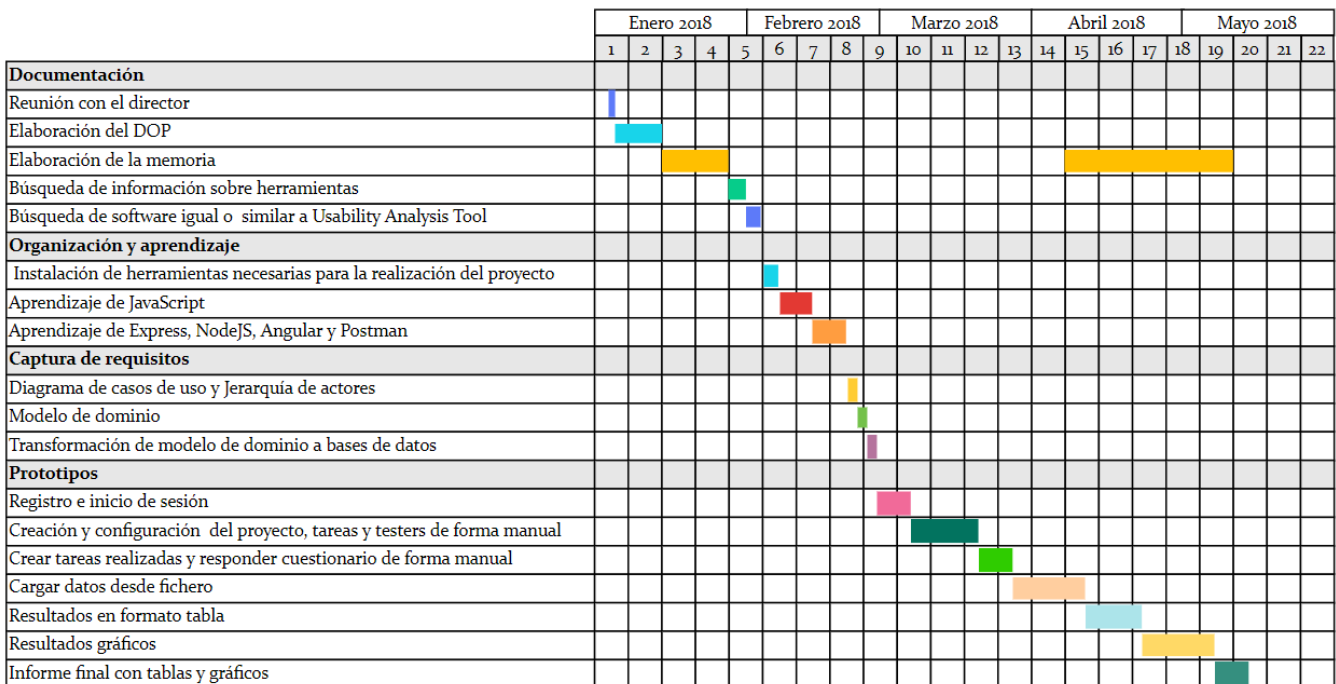 Enero 2018 Febrero 2018 Marzo 2018 Abril 2018 Mayo 2018
1 2 3 4 5 6 7 8 9 10 11 12 13 14 15 16 17 18 19 20 21 22
Documentación
Reunión con el director
Elaboración del DOP
Elaboración de la memoria
Búsqueda de información sobre herramientas
Búsqueda de software igual o similar a Usability Analysis Tool
Organización y aprendizaje
Instalación de herramientas necesarias para la realización del proyecto
Aprendizaje de JavaScript
Aprendizaje de Express, NodeJS, Angular y Postman
Captura de requisitos
Diagrama de casos de uso y Jerarquía de actores
Modelo de dominio
Transformación de modelo de dominio a bases de datos
Prototipos
Registro e inicio de sesión
Creación y configuración del proyecto, tareas y testers de forma manual
Crear tareas realizadas y responder cuestionario de forma manual
Cargar datos desde fichero
Resultados en formato tabla
Resultados gráficos
Informe final con tablas y gráficos